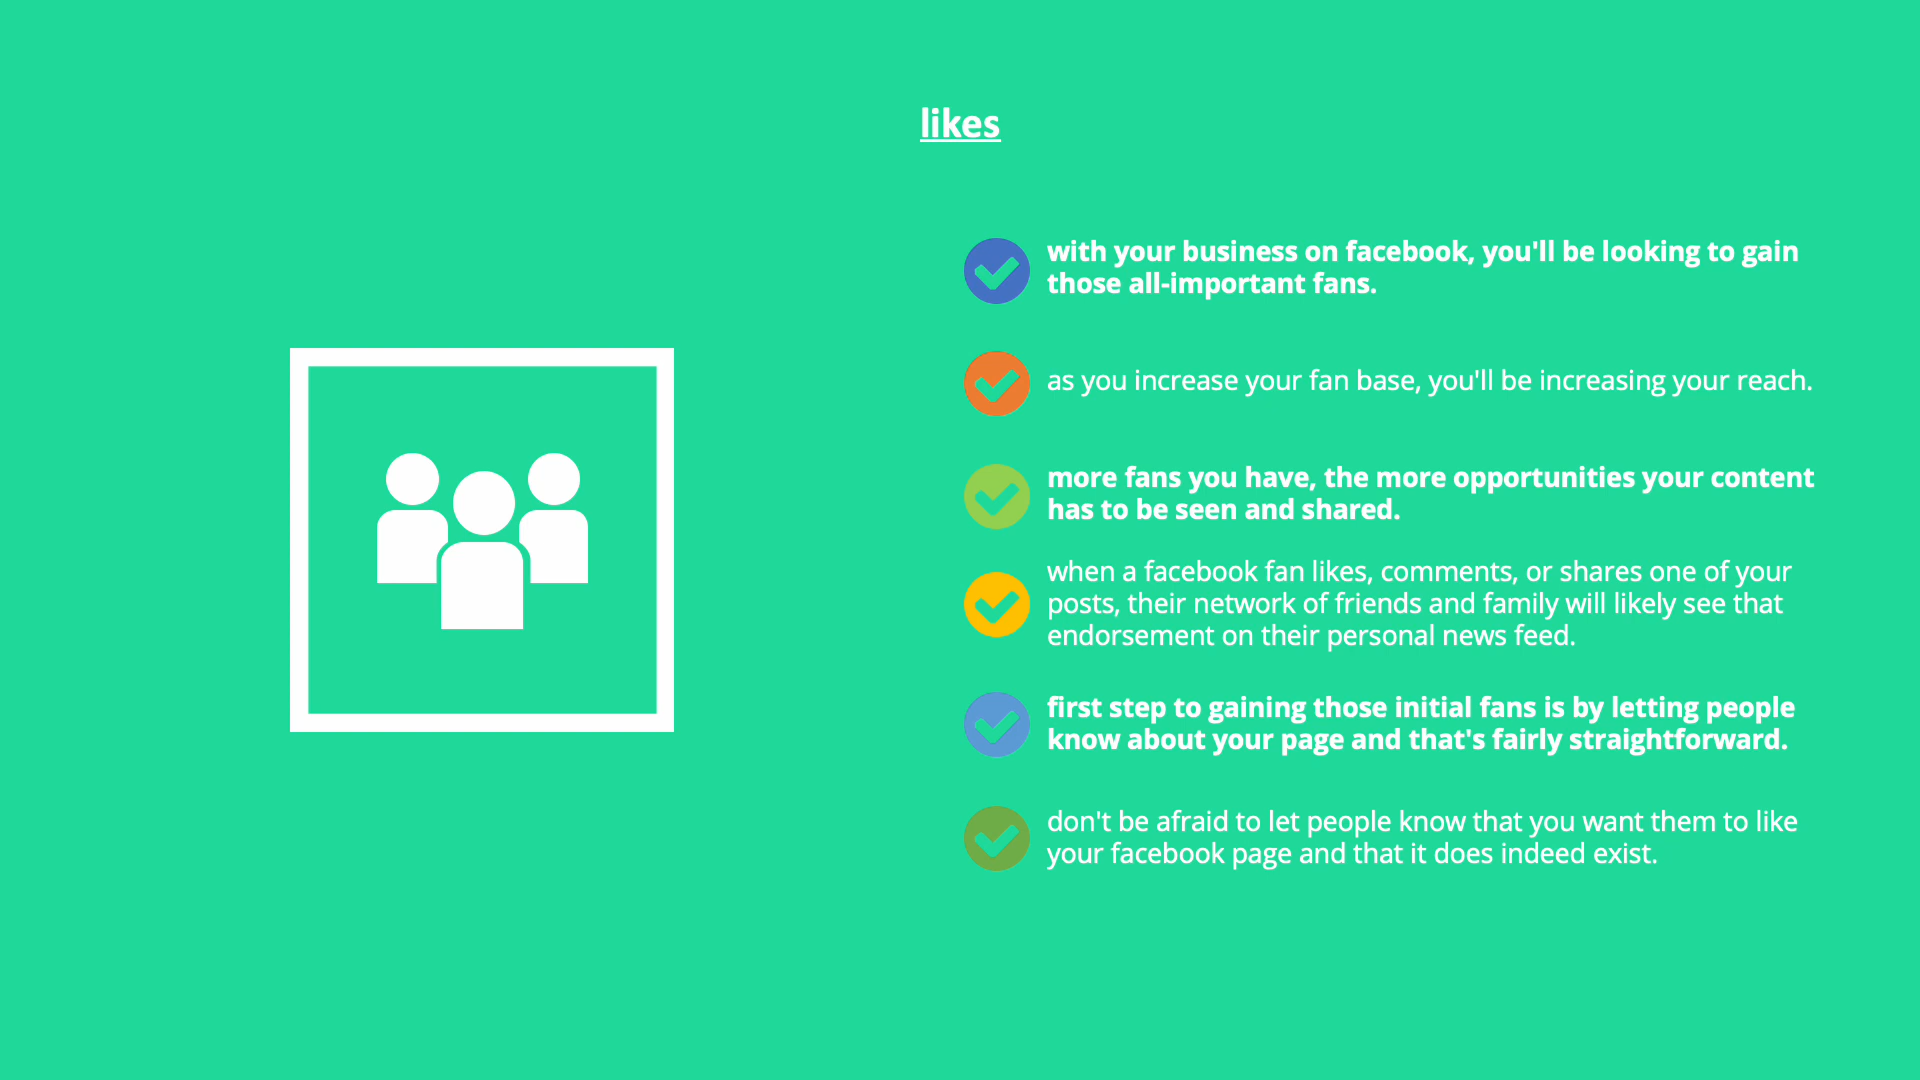 likes
with your business on facebook, you'll be looking to gain
those all-important fans.
as you increase your fan base, you'll be increasing your reach.
more fans you have, the more opportunities your content
has to be seen and shared.
when a facebook fan likes, comments, or shares one of your
posts, their network of friends and family will likely see that
endorsement on their personal news feed.
first step to gaining those initial fans is by letting people
know about your page and that's fairly straightforward.
don't be afraid to let people know that you want them to like
your facebook page and that it does indeed exist.